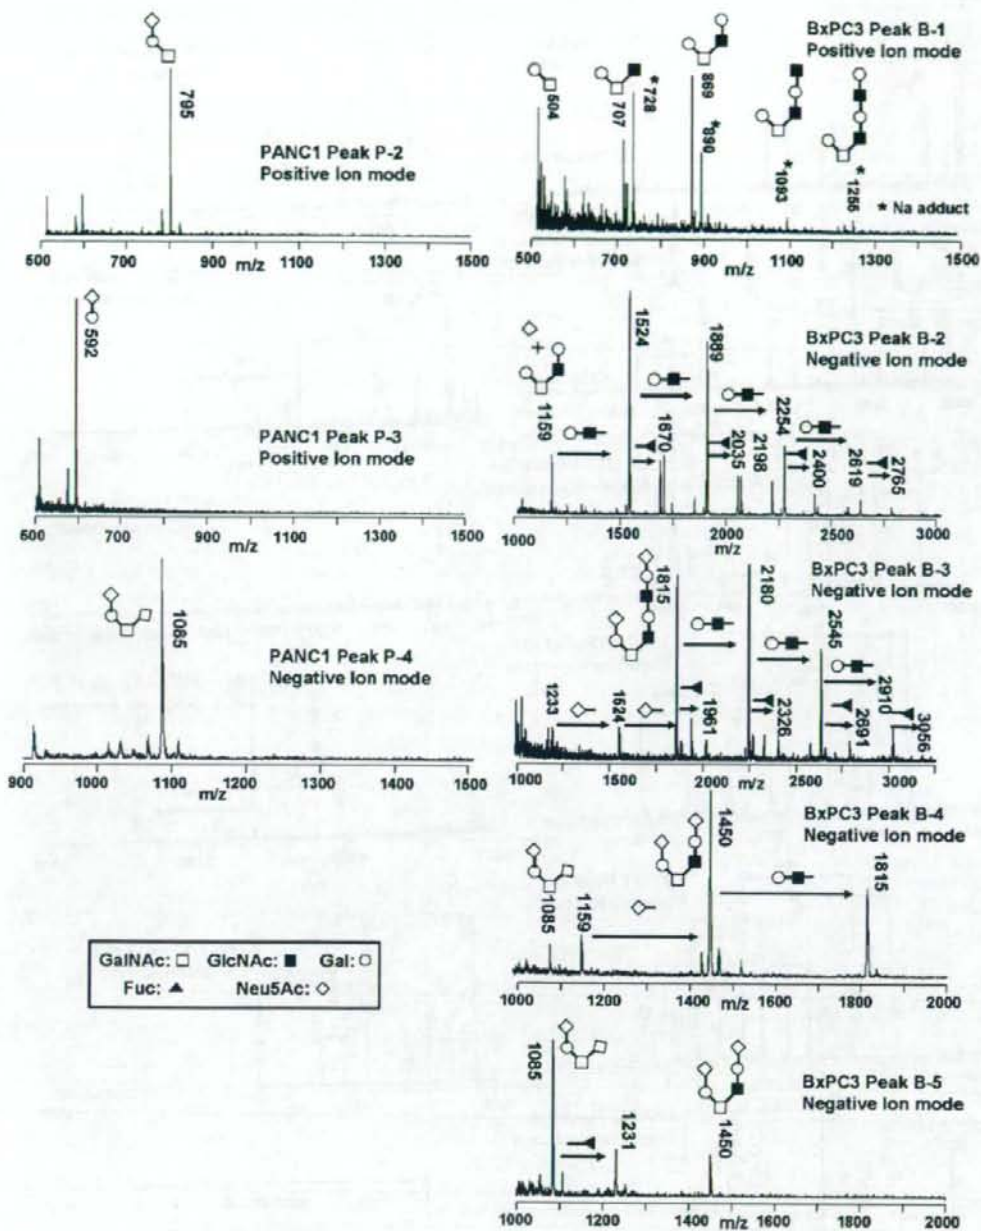 795
PANC1 Peak P-2
Positive Ion mode
500 700 900 1100 1300 1500
m/z
592
PANC1 Peak P-3
Positive Ion mode
600 700 800 900 1100 1300 1500
m/z
1085
PANC1 Peak P-4
Negative Ion mode
900 1000 1100 1200 1300 1400 1500
m/z
GalNAc: GlcNAc: Gal:
Fuc: Neu5Ac:
BxPC3 Peak B-1
Positive Ion mode
504
707
*728
869
*890
*1093
*1255
* Na adduct
500 700 900 1100 1300 1500
m/z
BxPC3 Peak B-2
Negative Ion mode
+
1159
1524
1670
1889
2035
2198
2254
2400
2619
2765
1000 1500 2000 2500 3000
m/z
BxPC3 Peak B-3
Negative Ion mode
1233
1524
1815
1961
2180
2326
2545
2691
2910
3056
1000 1500 2000 2500 3000
m/z
BxPC3 Peak B-4
Negative Ion mode
1085
1159
1450
1815
1000 1200 1400 1600 1800 2000
m/z
BxPC3 Peak B-5
Negative Ion mode
1085
1231
1450
1000 1200 1400 1600 1800 2000
m/z